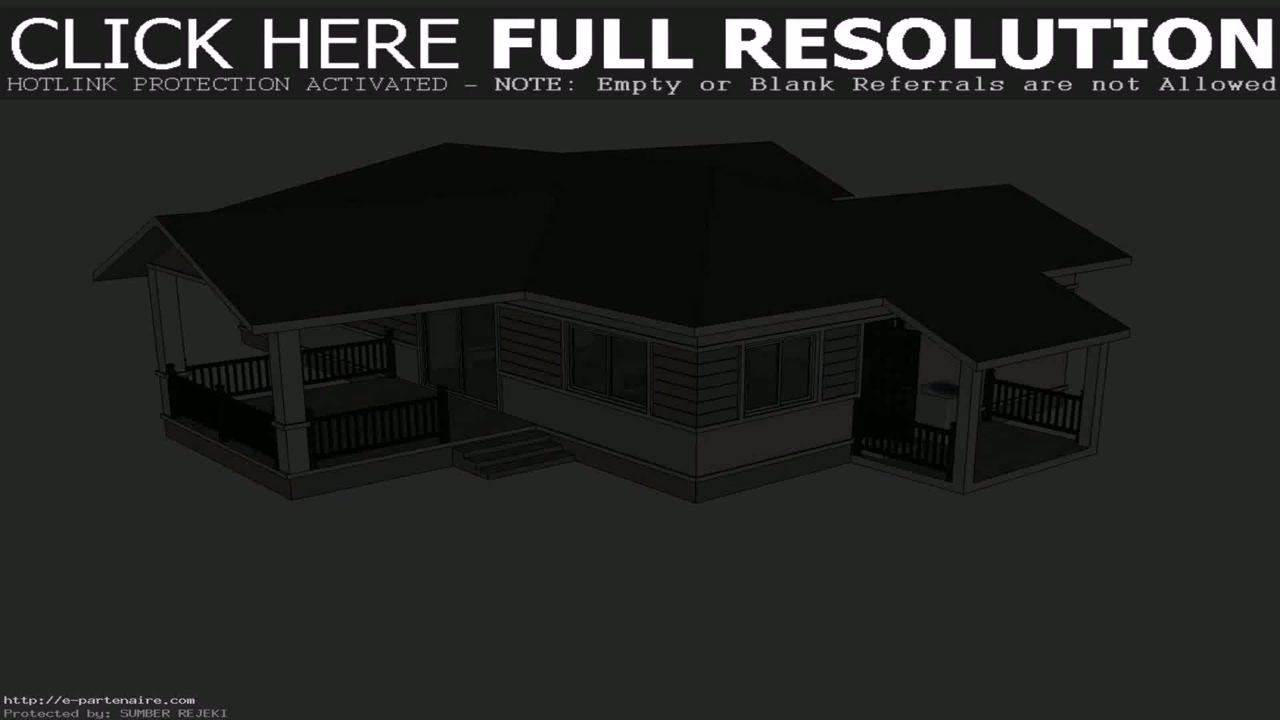 CLICK HERE FULL RESOLUTION
HOTLINK PROTECTION ACTIVATED - NOTE: Empty or Blank Referrals are not Allowed
http://e-partenaire.com
Protected by: SUMBER REJEKI